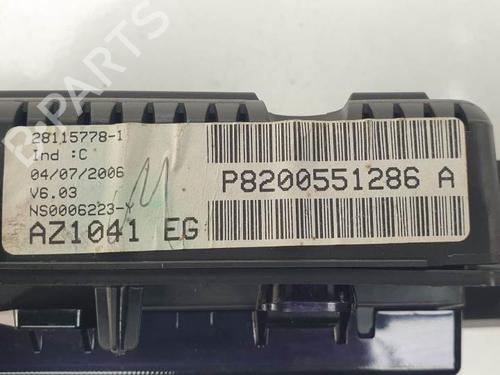 B-PARTS
28115778-1
Ind :C
04/07/2006
V6.03
NS0006223-Y
AZ1041 EG
P8200551286 A